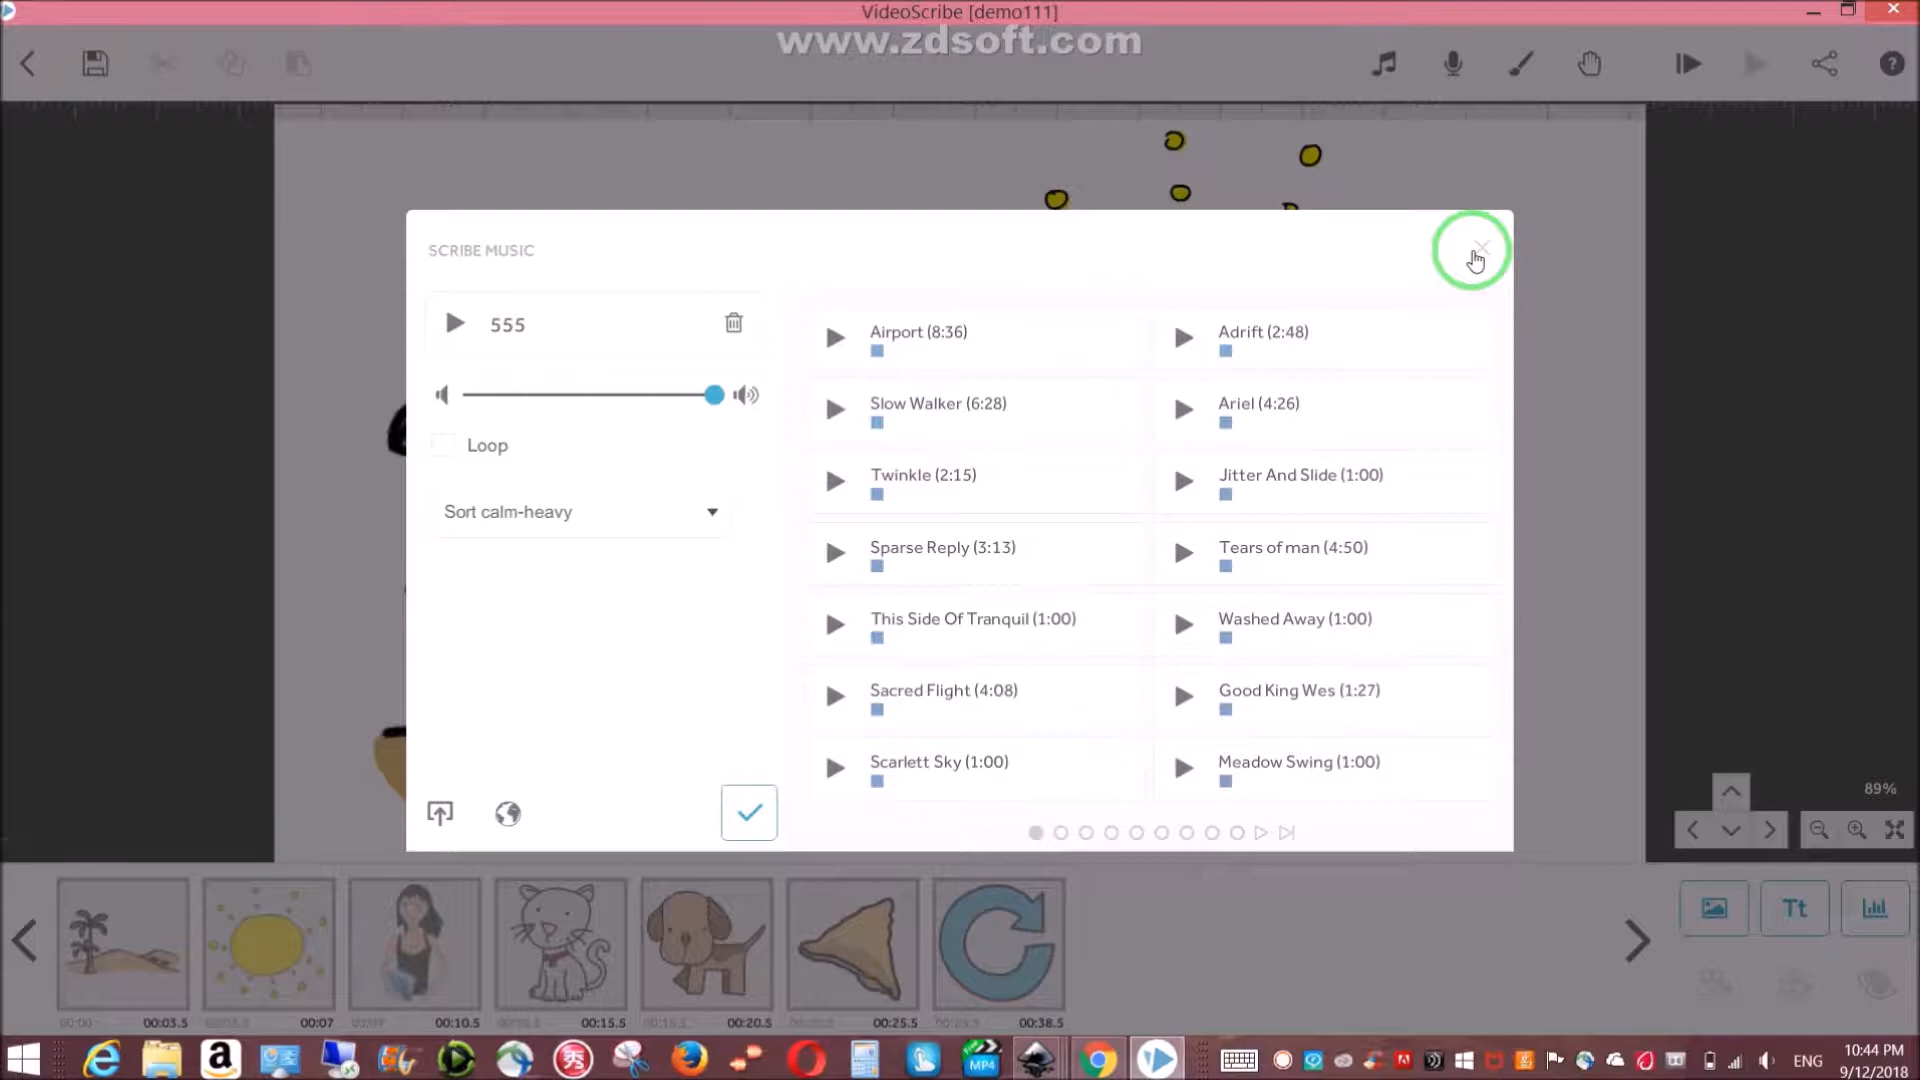 VideoScribe [demo111]
www.zdsoft.com
SCRIBE MUSIC
555
Loop
Sort calm-heavy
Airport (8:36)
Adrift (2:48)
Slow Walker (6:28)
Ariel (4:26)
Twinkle (2:15)
Jitter And Slide (1:00)
Sparse Reply (3:13)
Tears of man (4:50)
This Side Of Tranquil (1:00)
Washed Away (1:00)
Sacred Flight (4:08)
Good King Wes (1:27)
Scarlett Sky (1:00)
Meadow Swing (1:00)
89%
Tt
00:00 00:03.5 00:07 00:10.5 00:15.5 00:20.5 00:25.5 00:38.5
MP4
秀
ENG
10:44 PM
9/12/2018